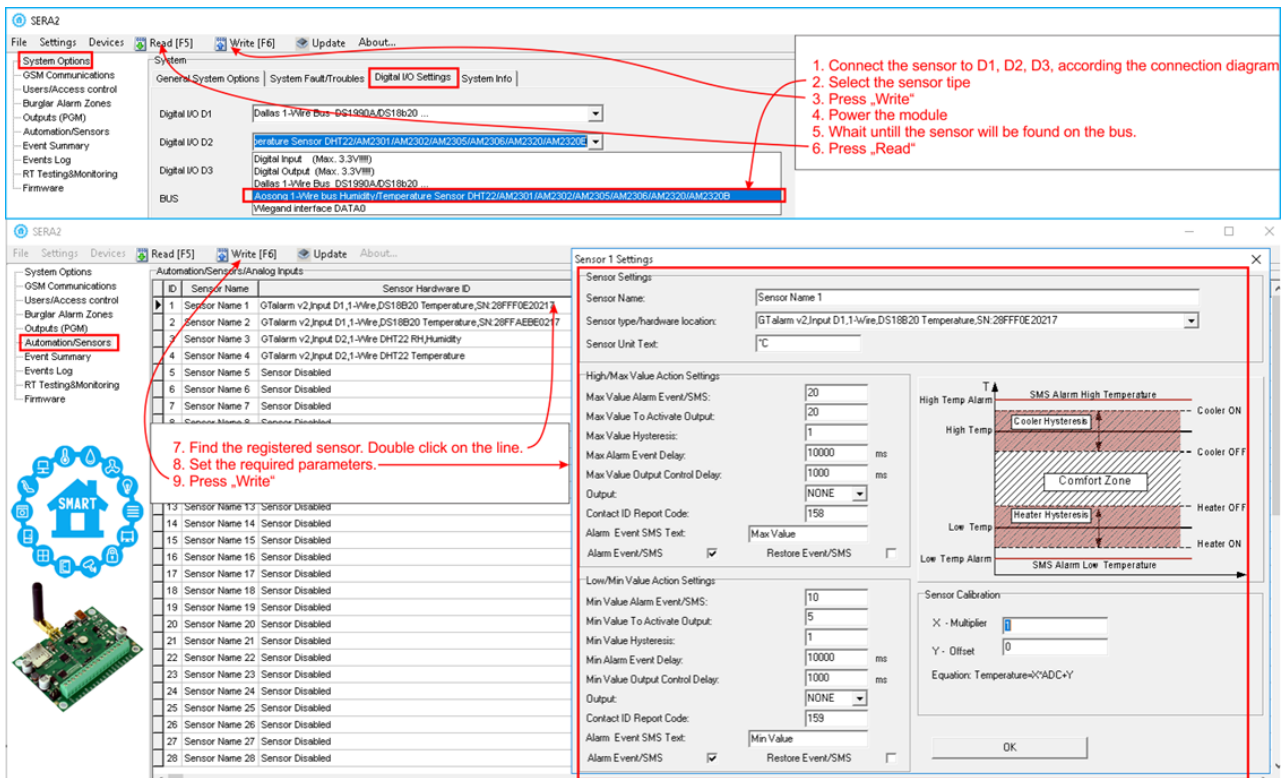 SERA2
File Settings Devices Read [F5] Write [F6] Update About...
System Options
GSM Communications
Users/Access control
Burglar Alarm Zones
Outputs (PGM)
Automation/Sensors
Event Summary
Events Log
RT Testing&Monitoring
Firmware
System
General System Options System Fault/Troubles Digital I/O Settings System Info
Digital I/O D1 Dallas 1-Wire Bus DS1990A/DS18b20 ...
Digital I/O D2 perature Sensor DHT22/AM2301/AM2302/AM2305/AM2306/AM2320/AM2320E
Digital I/O D3
BUS
Digital Input (Max. 3.3V!!!!)
Digital Output (Max. 3.3V!!!!)
Dallas 1-Wire Bus DS1990A/DS18b20 ...
Aosong 1-Wire bus Humidity/Temperature Sensor DHT22/AM2301/AM2302/AM2305/AM2306/AM2320/AM2320B
Wiegand interface DATA0
1. Connect the sensor to D1, D2, D3, according the connection diagram
2. Select the sensor tipe
3. Press „Write“
4. Power the module
5. Whait untill the sensor will be found on the bus.
6. Press „Read“
SERA2
File Settings Devices Read [F5] Write [F6] Update About...
System Options
GSM Communications
Users/Access control
Burglar Alarm Zones
Outputs (PGM)
Automation/Sensors
Event Summary
Events Log
RT Testing&Monitoring
Firmware
SMART
Automation/Sensors/Analog Inputs
ID Sensor Name Sensor Hardware ID
1 Sensor Name 1 GTalarm v2,Input D1,1-Wire,DS18B20 Temperature,SN:28FFF0E20217
2 Sensor Name 2 GTalarm v2,Input D1,1-Wire,DS18B20 Temperature,SN:28FFAEBE0217
3 Sensor Name 3 GTalarm v2,Input D2,1-Wire DHT22 RH,Humidity
4 Sensor Name 4 GTalarm v2,Input D2,1-Wire DHT22 Temperature
5 Sensor Name 5 Sensor Disabled
6 Sensor Name 6 Sensor Disabled
7 Sensor Name 7 Sensor Disabled
8 Sensor Name 8 Sensor Disabled
7. Find the registered sensor. Double click on the line.
8. Set the required parameters.
9. Press „Write“
13 Sensor Name 13 Sensor Disabled
14 Sensor Name 14 Sensor Disabled
15 Sensor Name 15 Sensor Disabled
16 Sensor Name 16 Sensor Disabled
17 Sensor Name 17 Sensor Disabled
18 Sensor Name 18 Sensor Disabled
19 Sensor Name 19 Sensor Disabled
20 Sensor Name 20 Sensor Disabled
21 Sensor Name 21 Sensor Disabled
22 Sensor Name 22 Sensor Disabled
23 Sensor Name 23 Sensor Disabled
24 Sensor Name 24 Sensor Disabled
25 Sensor Name 25 Sensor Disabled
26 Sensor Name 26 Sensor Disabled
27 Sensor Name 27 Sensor Disabled
28 Sensor Name 28 Sensor Disabled
Sensor 1 Settings
Sensor Settings
Sensor Name: Sensor Name 1
Sensor type/hardware location: GTalarm v2,Input D1,1-Wire,DS18B20 Temperature,SN:28FFF0E20217
Sensor Unit Text: °C
High/Max Value Action Settings
Max Value Alarm Event/SMS: 20
Max Value To Activate Output: 20
Max Value Hysteresis: 1
Max Alarm Event Delay: 10000 ms
Max Value Output Control Delay: 1000 ms
Output: NONE
Contact ID Report Code: 158
Alarm Event SMS Text: Max Value
Alarm Event/SMS Restore Event/SMS
Low/Min Value Action Settings
Min Value Alarm Event/SMS: 10
Min Value To Activate Output: 5
Min Value Hysteresis: 1
Min Alarm Event Delay: 10000 ms
Min Value Output Control Delay: 1000 ms
Output: NONE
Contact ID Report Code: 159
Alarm Event SMS Text: Min Value
Alarm Event/SMS Restore Event/SMS
T
High Temp Alarm SMS Alarm High Temperature
Cooler ON
Cooler Hysteresis
High Temp
Cooler OFF
Comfort Zone
Heater OFF
Heater Hysteresis
Low Temp
Heater ON
Low Temp Alarm
SMS Alarm Low Temperature
Sensor Calibration
X - Multiplier 1
Y - Offset 0
Equation: Temperature=X*ADC+Y
OK